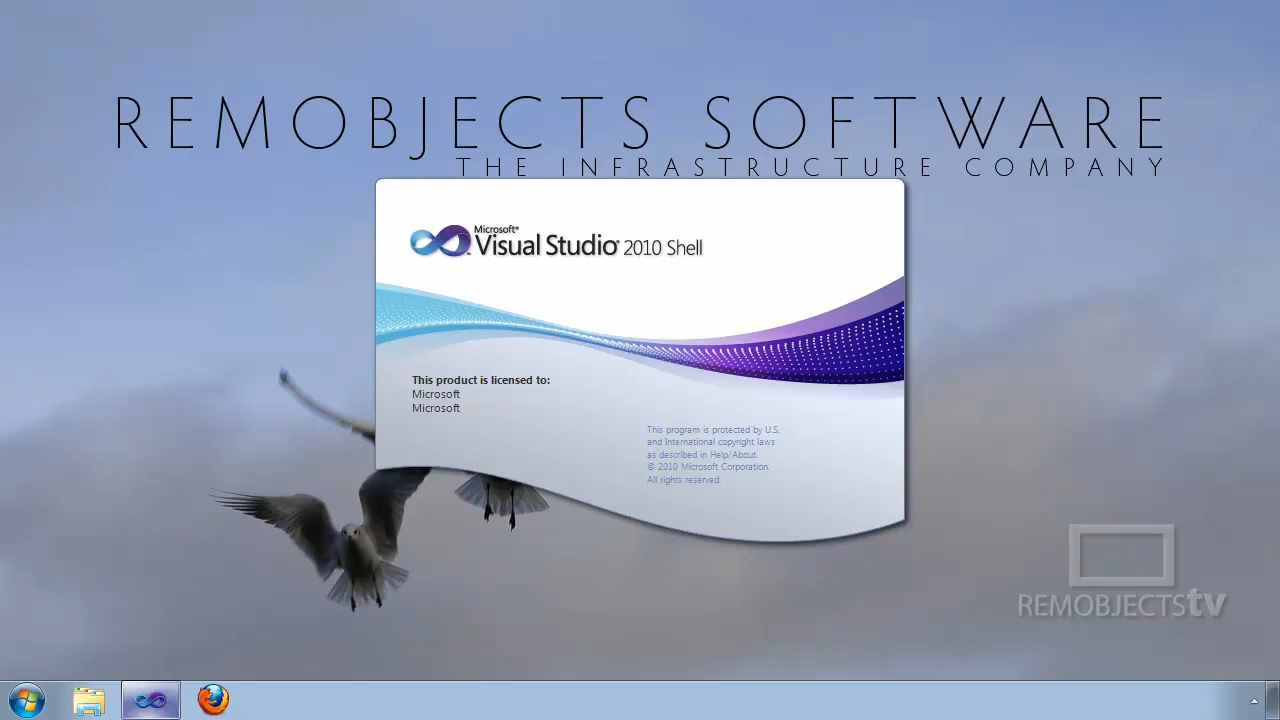 REMOBJECTS SOFTWARE
THE INFRASTRUCTURE COMPANY
Microsoft®
Visual Studio® 2010 Shell
This product is licensed to:
Microsoft
Microsoft
This program is protected by U.S.
and International copyright laws
as described in Help/About.
© 2010 Microsoft Corporation.
All rights reserved.
REMOBJECTStv